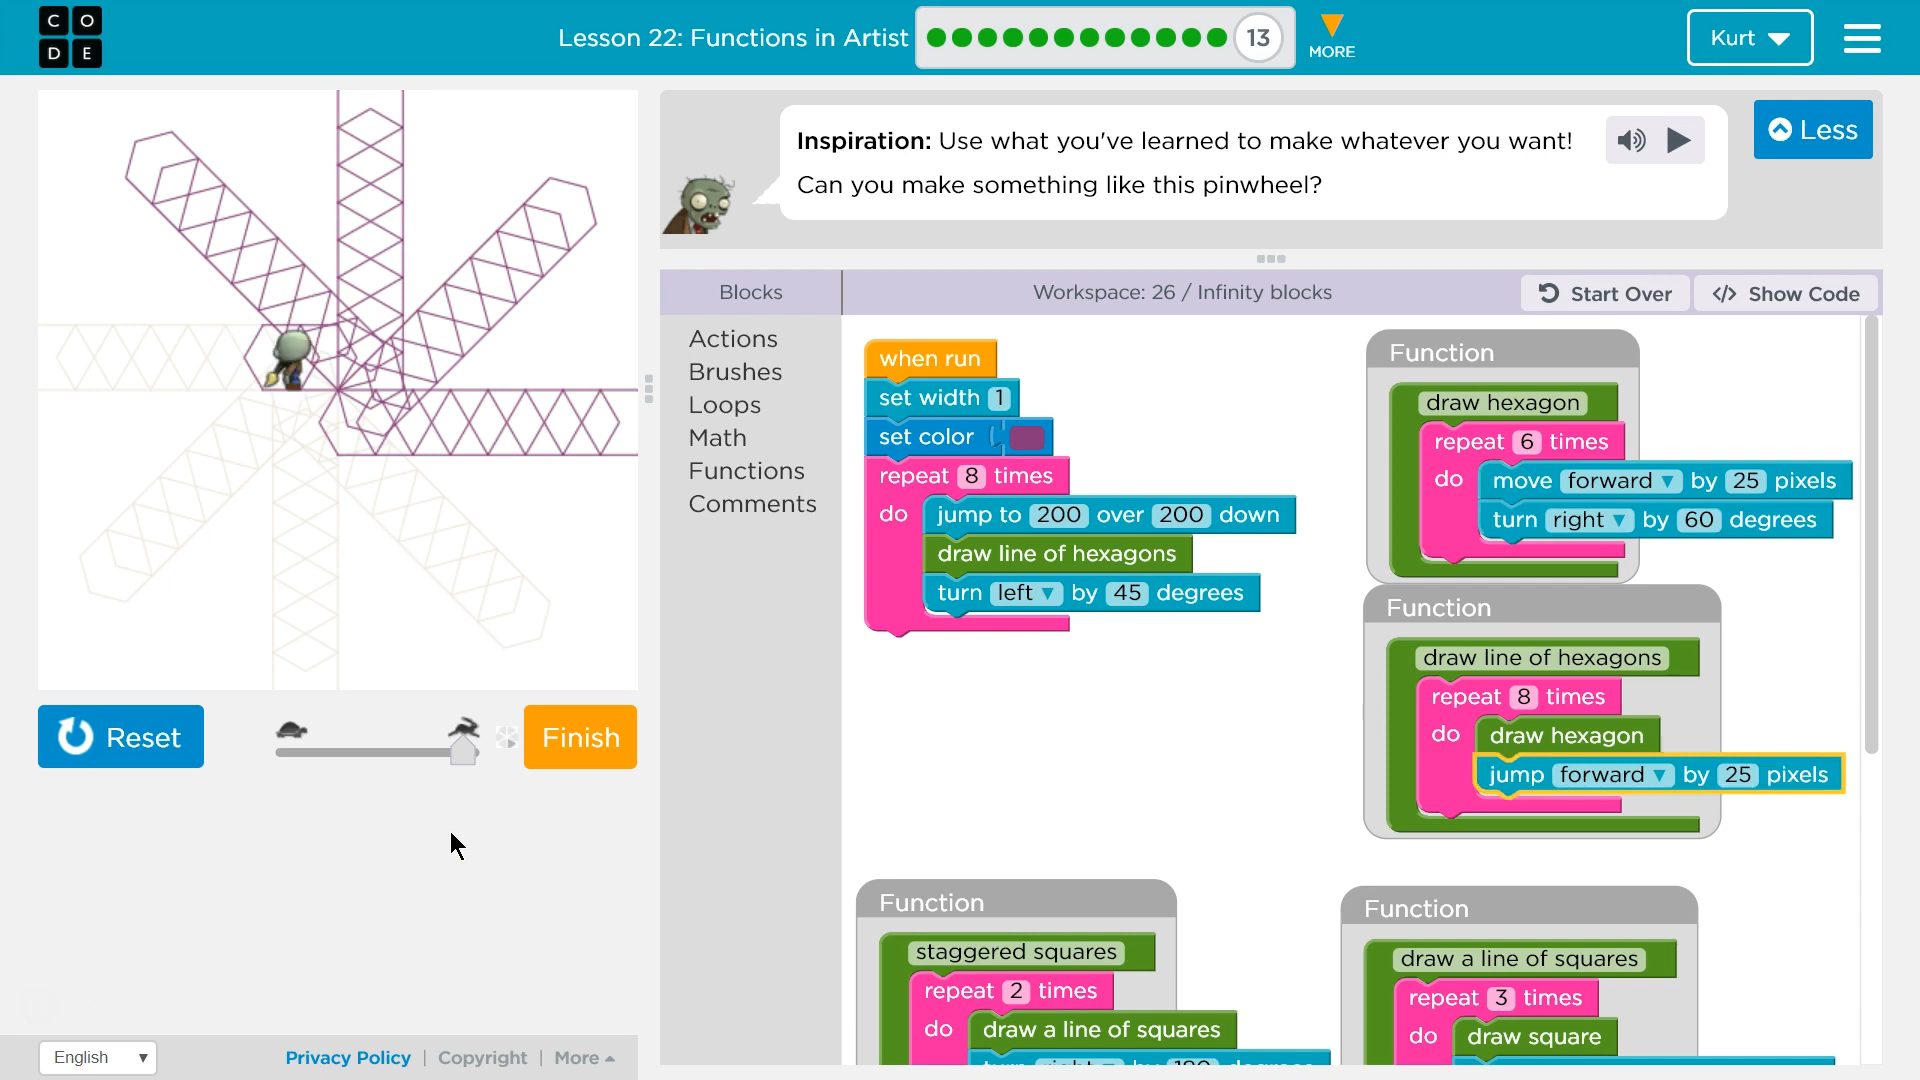 C O
D E
Lesson 22: Functions in Artist
13
MORE
Kurt
Inspiration: Use what you've learned to make whatever you want!
Can you make something like this pinwheel?
Less
Blocks
Workspace: 26 / Infinity blocks
Start Over
</> Show Code
Actions
Brushes
Loops
Math
Functions
Comments
when run
set width 1
set color
repeat 8 times
do
jump to 200 over 200 down
draw line of hexagons
turn left ▼ by 45 degrees
Function
draw hexagon
repeat 6 times
do
move forward ▼ by 25 pixels
turn right ▼ by 60 degrees
Function
draw line of hexagons
repeat 8 times
do
draw hexagon
jump forward ▼ by 25 pixels
Function
staggered squares
repeat 2 times
do
draw a line of squares
turn right ▼ by 180 degrees
Function
draw a line of squares
repeat 3 times
do
draw square
Reset
Finish
English
Privacy Policy | Copyright | More